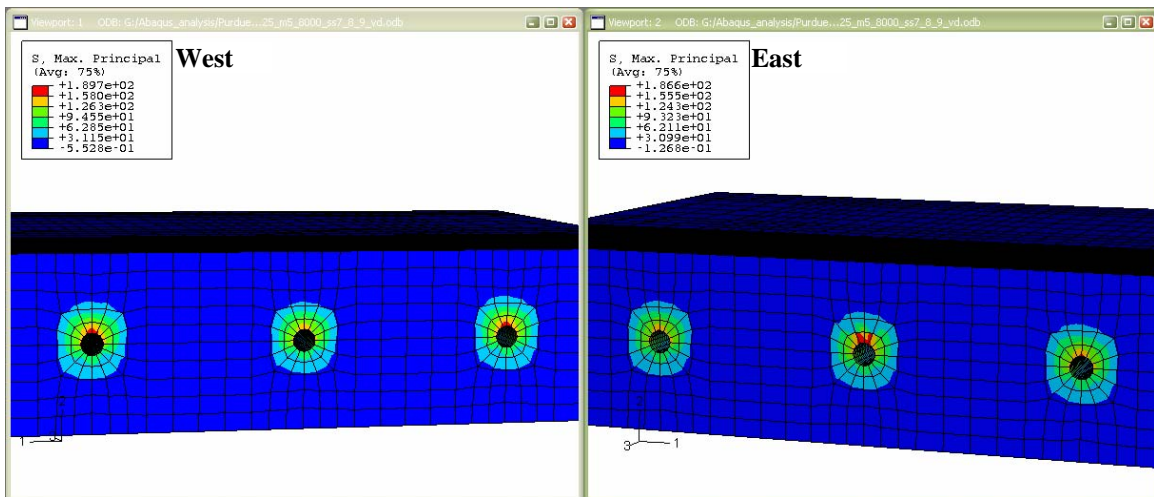 Viewport: 1 ODB: G:/Abaqus_analysis/Purdue...25_m5_8000_ss7_8_9_vd.odb
S, Max. Principal
(Avg: 75%)
+1.897e+02
+1.580e+02
+1.263e+02
+9.455e+01
+6.285e+01
+3.115e+01
-5.528e-01
West
1
Viewport: 2 ODB: G:/Abaqus_analysis/Purdue...25_m5_8000_ss7_8_9_vd.odb
S, Max. Principal
(Avg: 75%)
+1.866e+02
+1.555e+02
+1.243e+02
+9.323e+01
+6.211e+01
+3.099e+01
-1.268e-01
East
3 1